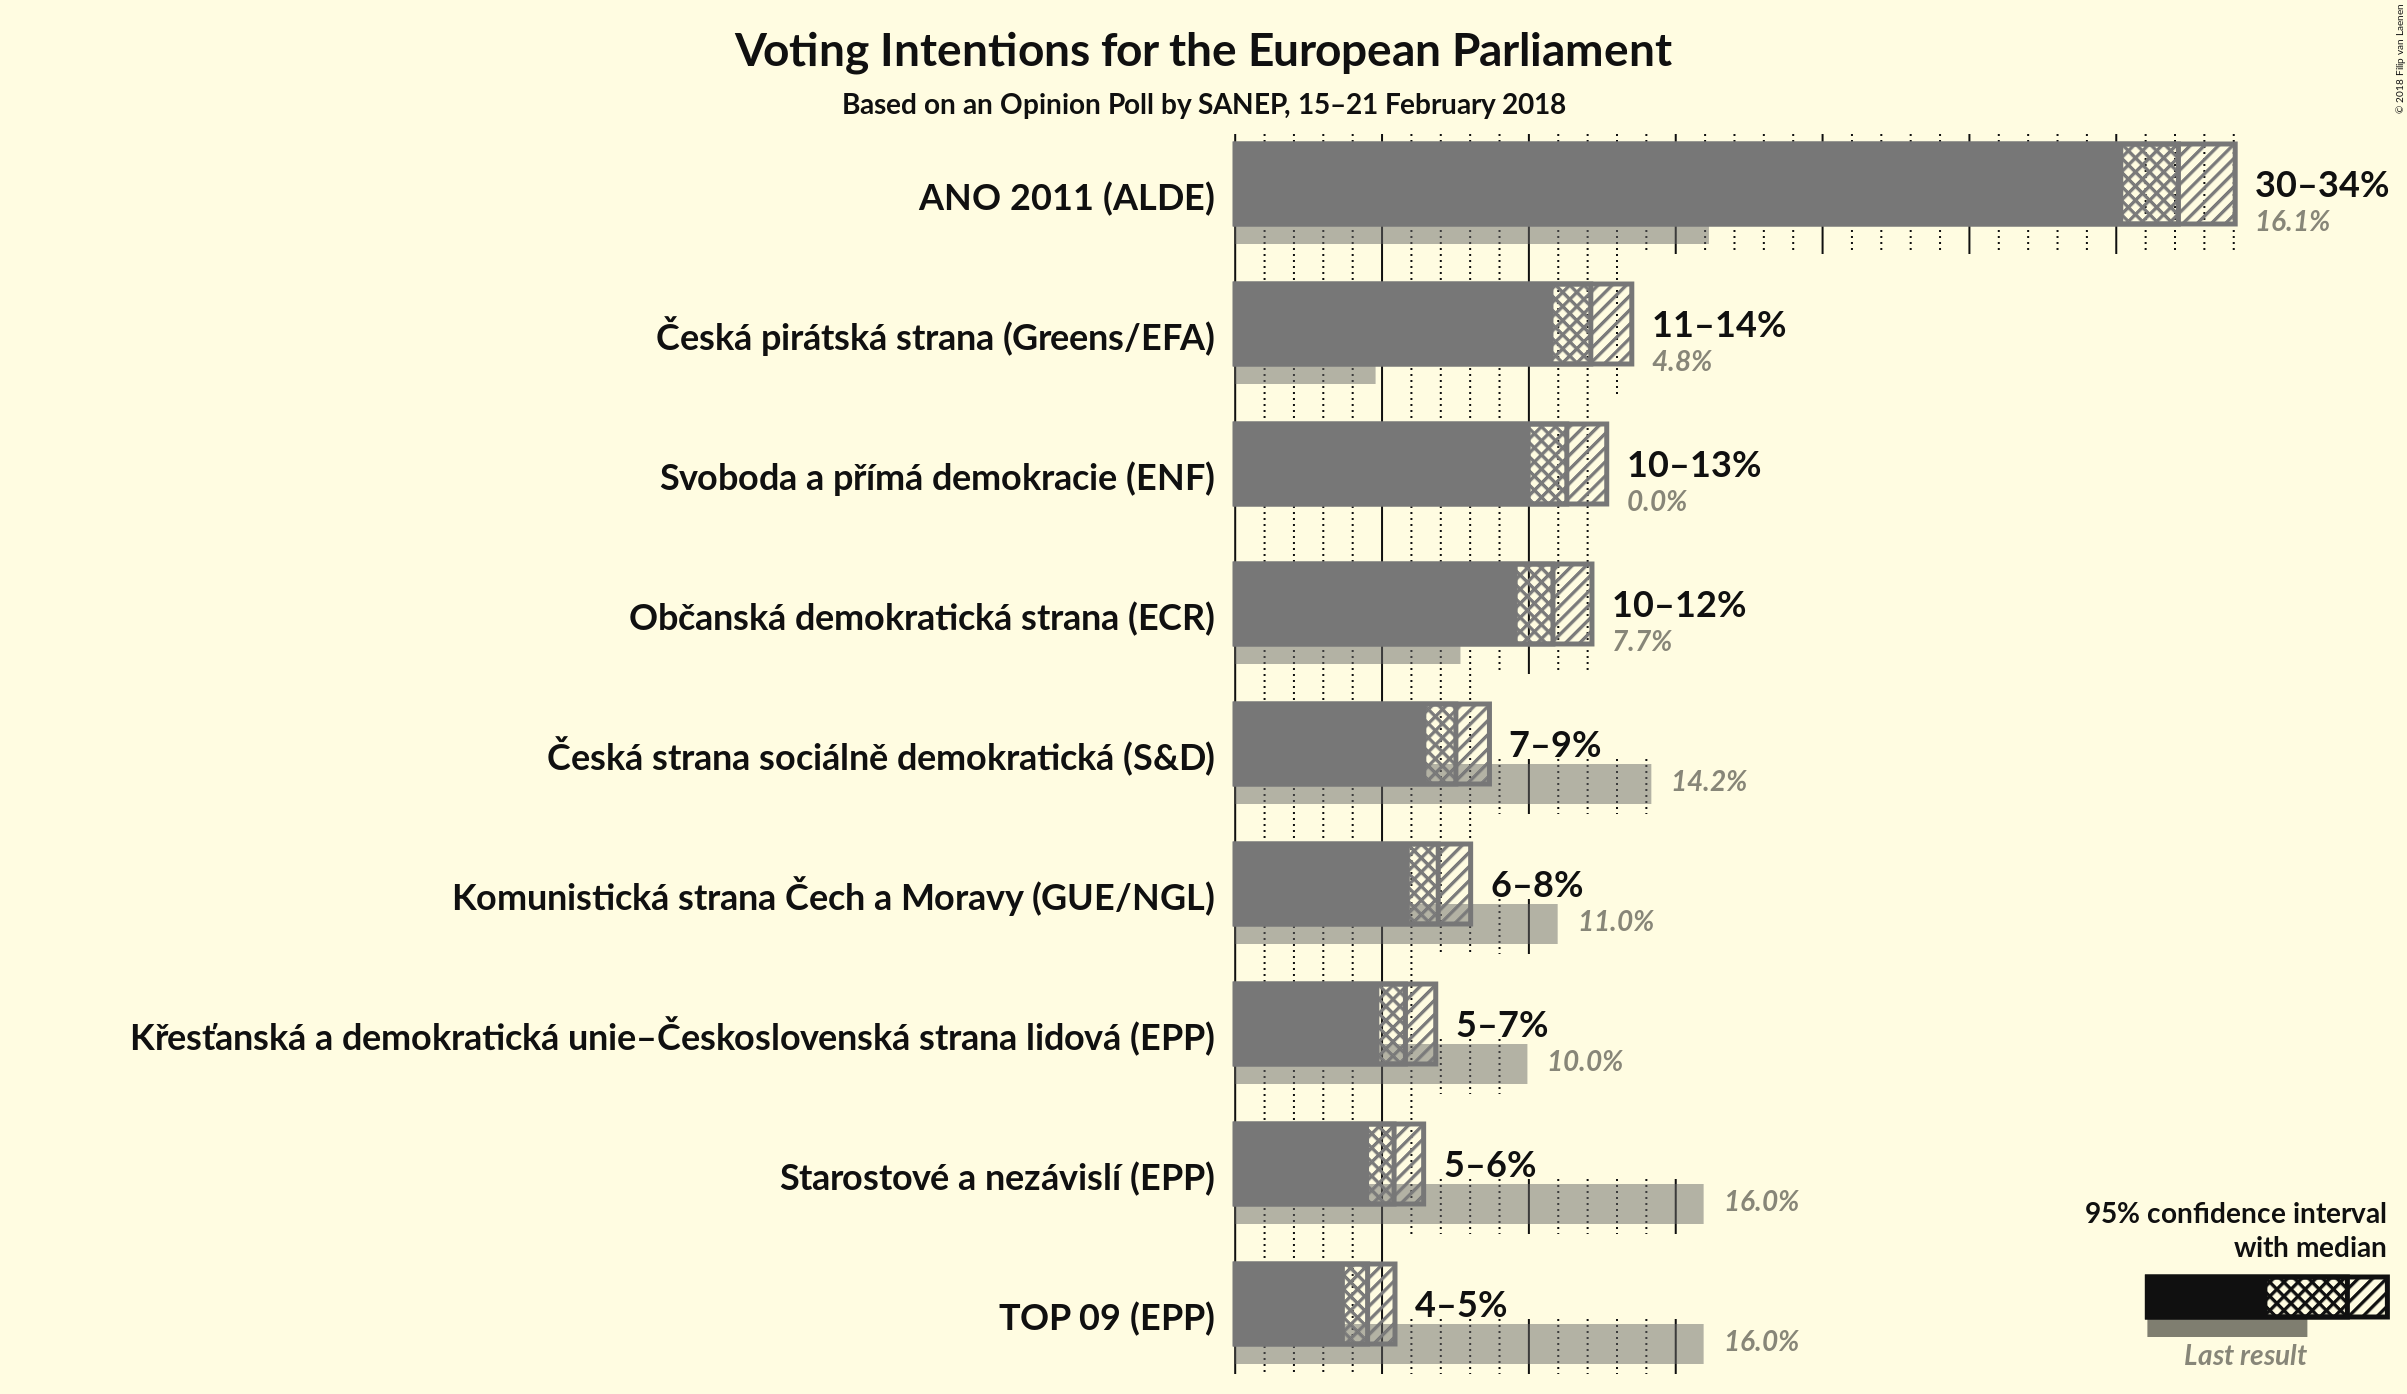 Voting Intentions for the European Parliament
Based on an Opinion Poll by SANEP, 15–21 February 2018
© 2018 Filip van Laenen
ANO 2011 (ALDE)
30–34%
16.1%
Česká pirátská strana (Greens/EFA)
11–14%
4.8%
Svoboda a přímá demokracie (ENF)
10–13%
0.0%
Občanská demokratická strana (ECR)
10–12%
7.7%
Česká strana sociálně demokratická (S&D)
7–9%
14.2%
Komunistická strana Čech a Moravy (GUE/NGL)
6–8%
11.0%
Křesťanská a demokratická unie–Československá strana lidová (EPP)
5–7%
10.0%
Starostové a nezávislí (EPP)
5–6%
16.0%
TOP 09 (EPP)
4–5%
16.0%
95% confidence interval
with median
Last result